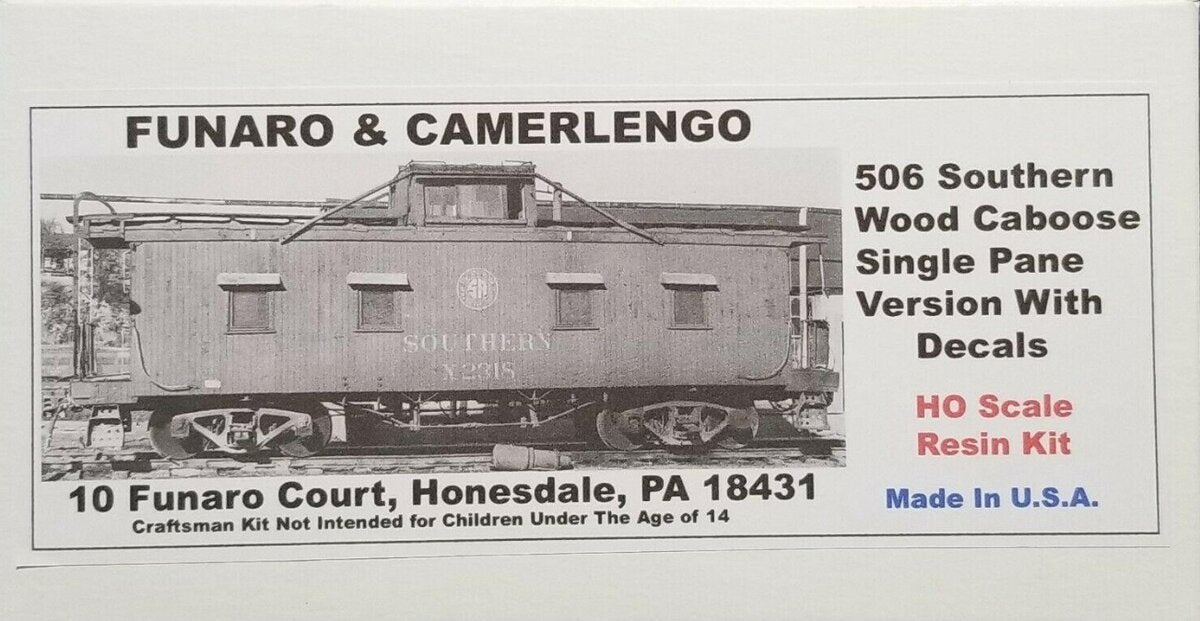 FUNARO & CAMERLENGO
506 Southern
Wood Caboose
Single Pane
Version With
Decals
HO Scale
Resin Kit
Made In U.S.A.
SOUTHERN
X2918
10 Funaro Court, Honesdale, PA 18431
Craftsman Kit Not Intended for Children Under The Age of 14